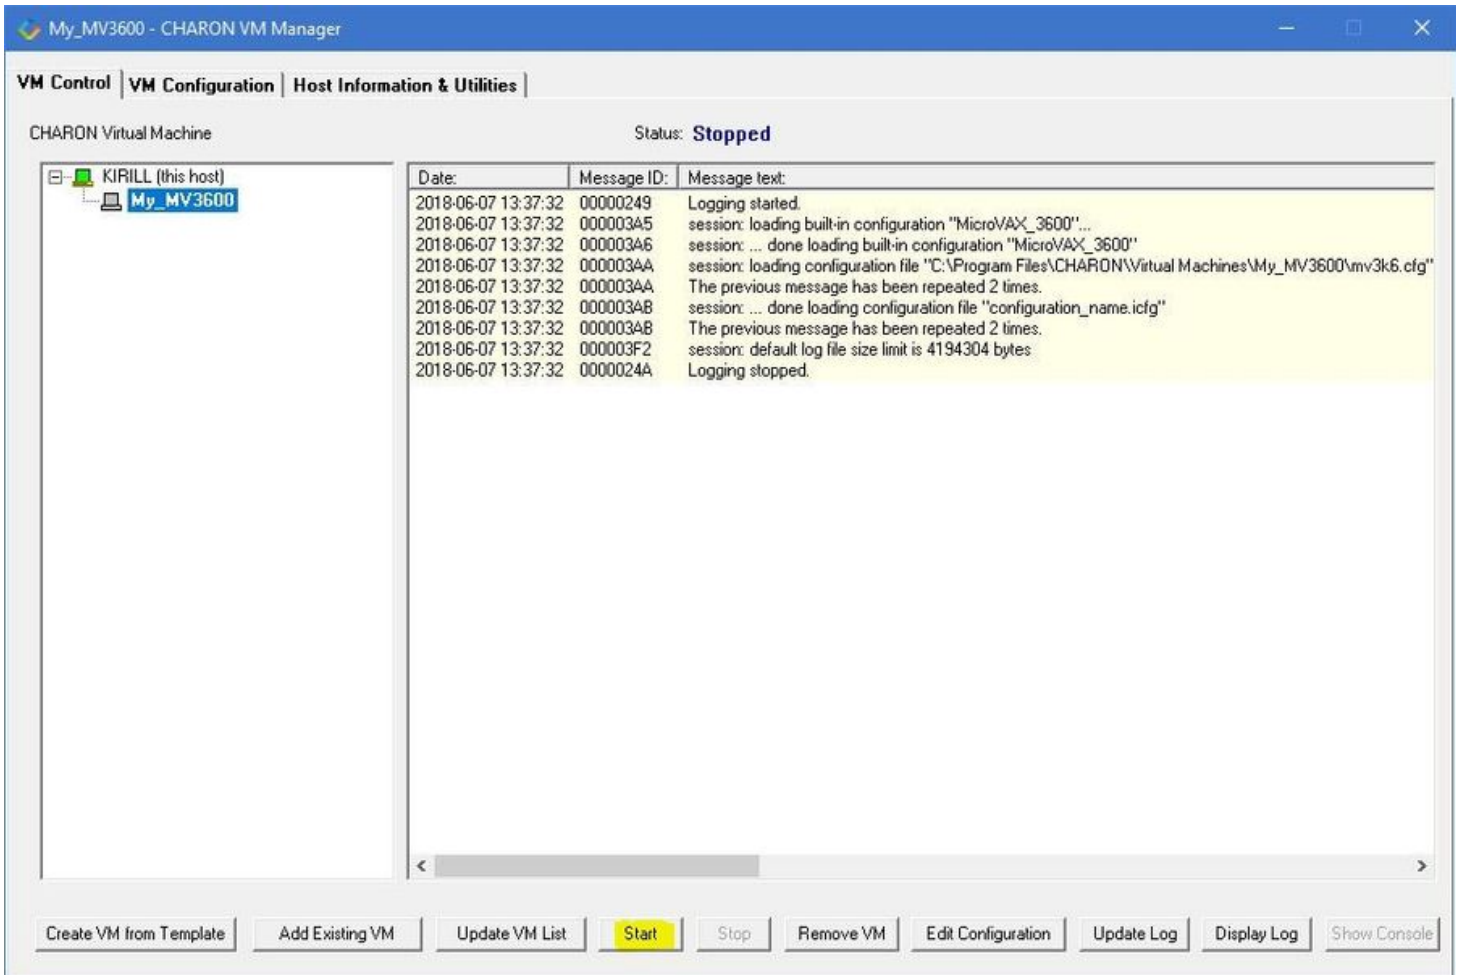 My_MV3600 - CHARON VM Manager
VM Control VM Configuration Host Information & Utilities
CHARON Virtual Machine Status: Stopped
KIRILL (this host)
My_MV3600
Date: Message ID: Message text:
2018-06-07 13:37:32 00000249 Logging started.
2018-06-07 13:37:32 000003A5 session: loading built-in configuration "MicroVAX_3600"...
2018-06-07 13:37:32 000003A6 session: ... done loading built-in configuration "MicroVAX_3600"
2018-06-07 13:37:32 000003AA session: loading configuration file "C:\Program Files\CHARON\Virtual Machines\My_MV3600\mv3k6.cfg"
2018-06-07 13:37:32 000003AA The previous message has been repeated 2 times.
2018-06-07 13:37:32 000003AB session: ... done loading configuration file "configuration_name.icfg"
2018-06-07 13:37:32 000003AB The previous message has been repeated 2 times.
2018-06-07 13:37:32 000003F2 session: default log file size limit is 4194304 bytes
2018-06-07 13:37:32 0000024A Logging stopped.
Create VM from Template Add Existing VM Update VM List Start Stop Remove VM Edit Configuration Update Log Display Log Show Console